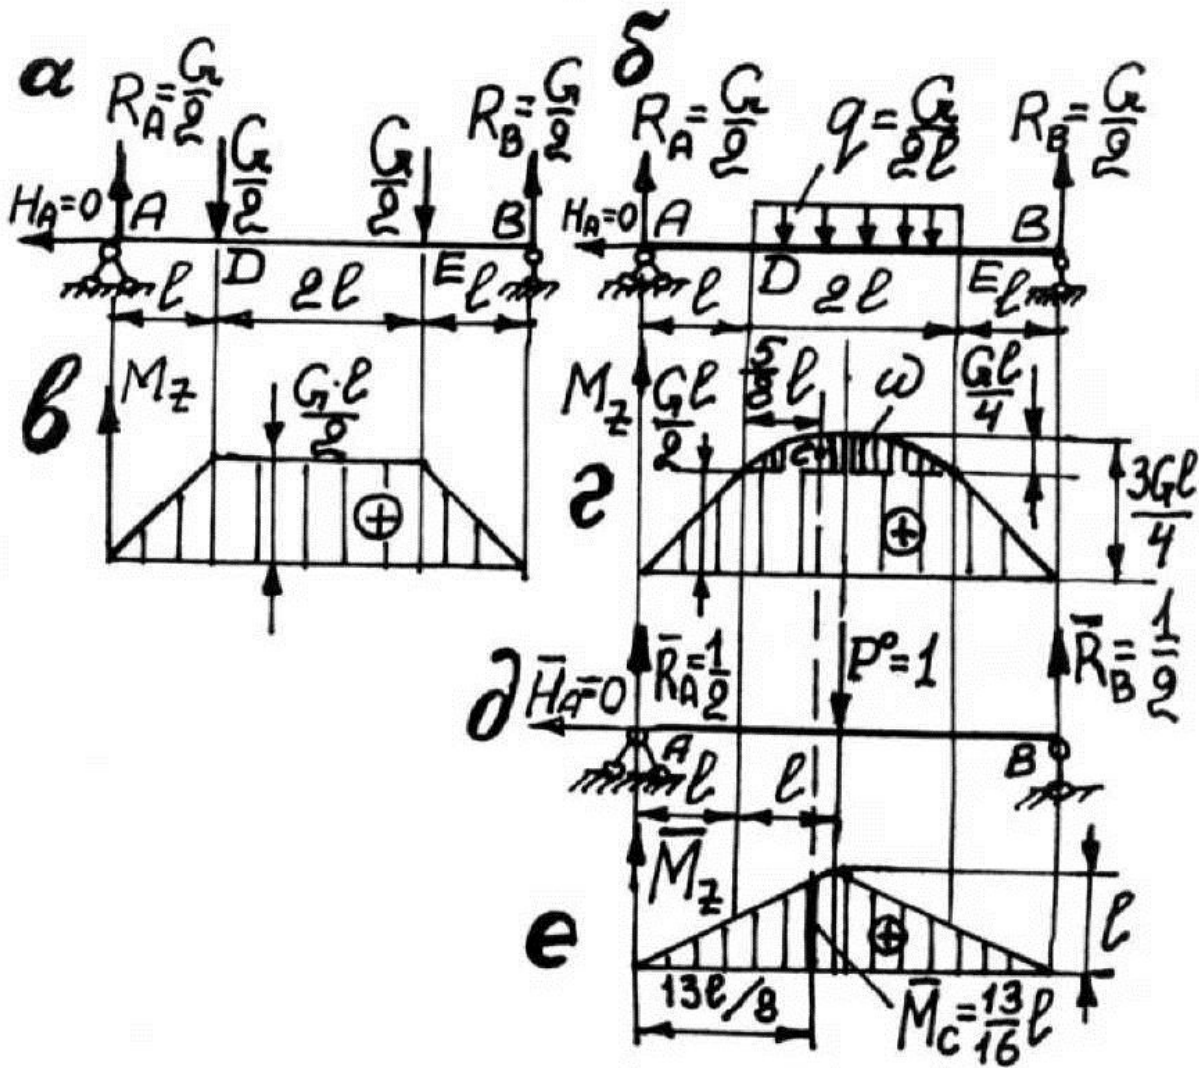 а
R_A=G/2
G/2
G/2
R_B=G/2
H_A=0
A
B
D
E
l
2l
l
б
R_A=G/2
q=G/2l
R_B=G/2
H_A=0
A
B
D
E
l
2l
l
в
M_z
G·l/2
⊕
г
M_z
Gl/2
5/8 l
ω
Gl/4
c
3Gl/4
⊕
д
H̄_A=0
R̄_A=1/2
P°=1
R̄_B=1/2
A
B
l
l
е
M̄_z
⊕
l
13l/8
M̄_C=13/16 l